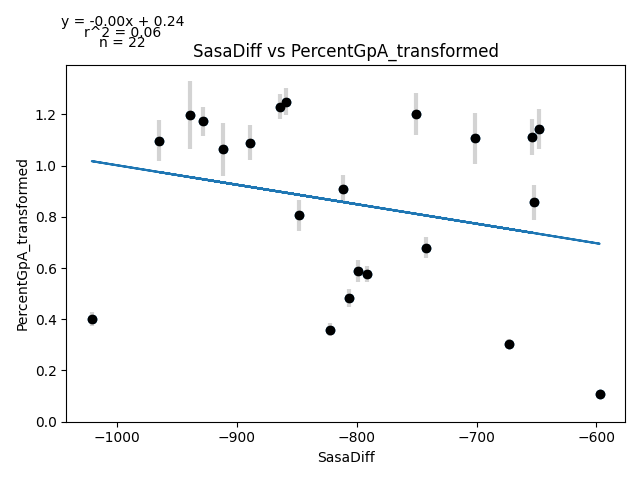 y = -0.00x + 0.24
r^2 = 0.06
n = 22
SasaDiff vs PercentGpA_transformed
PercentGpA_transformed
1.2
1.0
0.8
0.6
0.4
0.2
0.0
−1000
−900
−800
−700
−600
SasaDiff